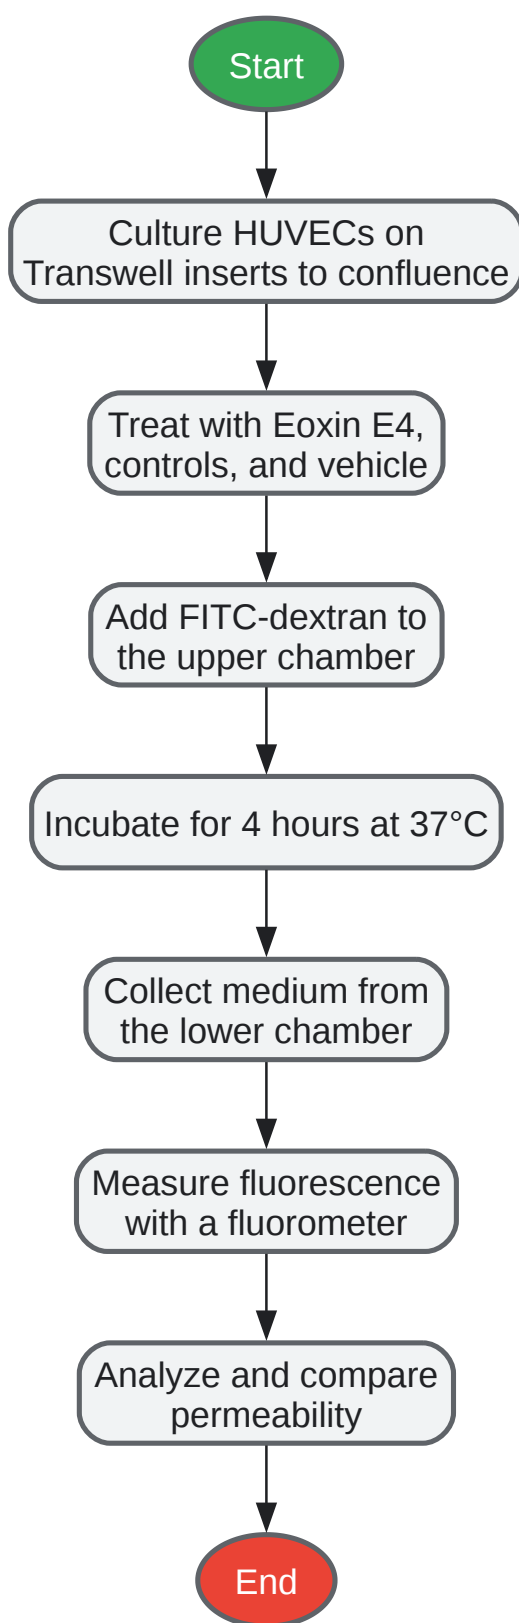 Start
Culture HUVECs on
Transwell inserts to confluence
Treat with Eoxin E4,
controls, and vehicle
Add FITC-dextran to
the upper chamber
Incubate for 4 hours at 37°C
Collect medium from
the lower chamber
Measure fluorescence
with a fluorometer
Analyze and compare
permeability
End